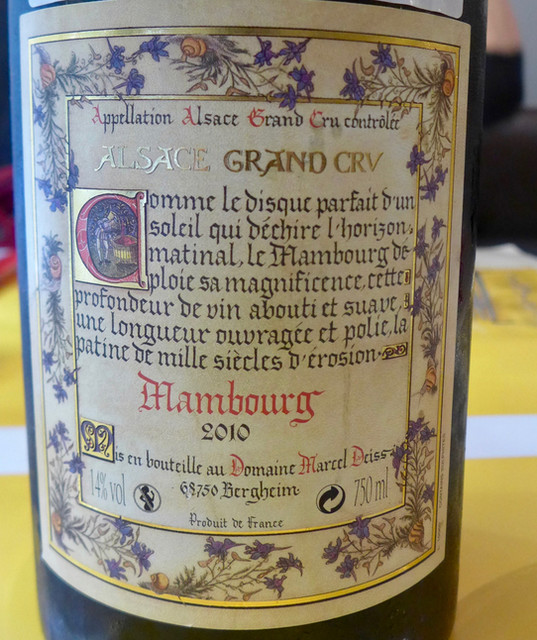 Appellation Alsace Grand Cru contrôlée
ALSACE GRAND CRV
Comme le disque parfait d'un
soleil qui déchire l'horizon
matinal, le Mambourg dé-
ploie sa magnificence, cette
profondeur de vin abouti et suave,
une longueur ouvragée et polie, la
patine de mille siècles d'érosion.
Mambourg
2010
Mis en bouteille au Domaine Marcel Deiss
14% vol 68750 Bergheim 750 ml
Produit de France